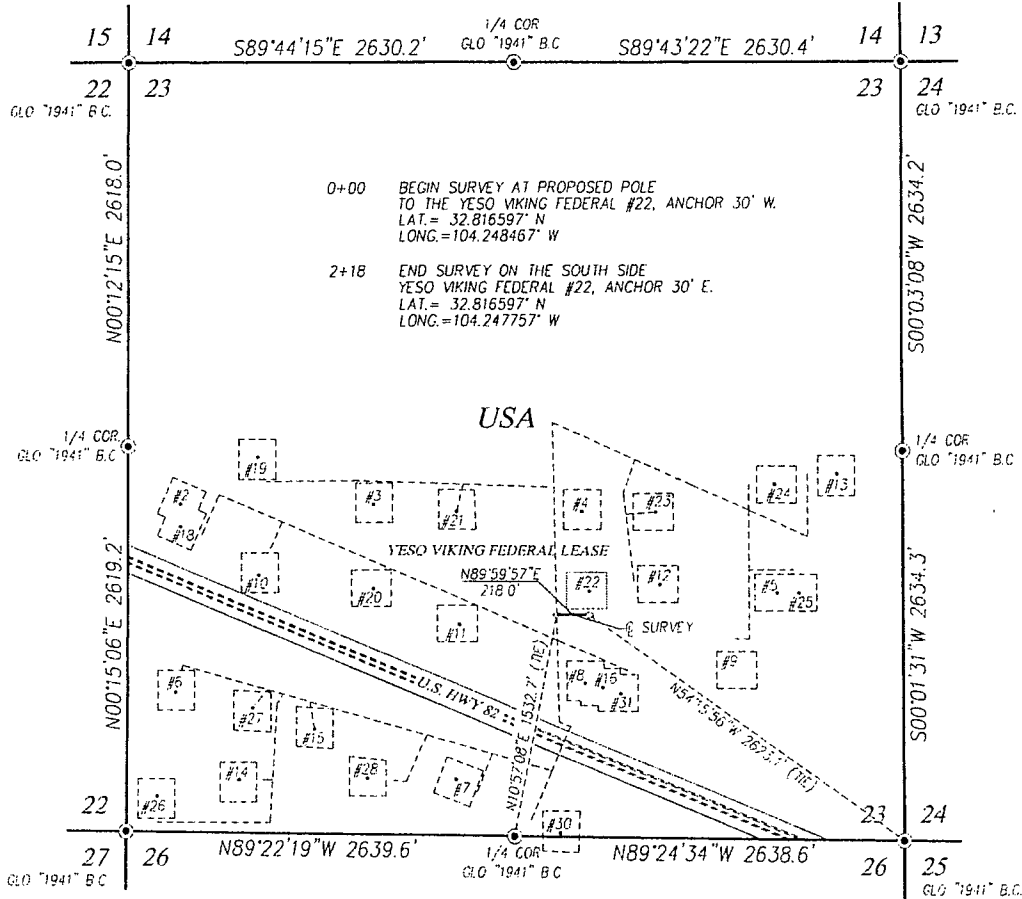 1/4 COR
15 14
S89°44'15"E 2630.2'
GLO "1941" B.C
S89°43'22"E 2630.4'
14 13
22 23
23 24
GLO "1941" B.C.
GLO "1941" B.C.
N00°12'15"E 2618.0'
S00°03'08"W 2634.2'
0+00 BEGIN SURVEY AT PROPOSED POLE
TO THE YESO VIKING FEDERAL #22, ANCHOR 30' W.
LAT.= 32.816597° N
LONG.=104.248467° W
2+18 END SURVEY ON THE SOUTH SIDE
YESO VIKING FEDERAL #22, ANCHOR 30' E.
LAT.= 32.816597° N
LONG.=104.247757° W
USA
1/4 COR.
GLO "1941" B.C
1/4 COR
GLO "1941" B.C
#19
#2
#18
#3
#21
#4
#23
#24
#13
YESO VIKING FEDERAL LEASE
N89°59'57"E
218.0'
#22
#10
#20
#11
#12
#5
#25
℄ SURVEY
#9
#8
#16
#31
N00°15'06"E 2619.2'
S00°01'31"W 2634.3'
U.S. HWY 82
N10°57'08"E 1532.7' (TIE)
#6
#27
#15
#14
#28
#7
#26
#30
22
23 24
N89°22'19"W 2639.6'
1/4 COR
GLO "1941" B.C
N89°24'34"W 2638.6'
27 26
GLO "1941" B.C
26 25
GLO "1941" B.C.